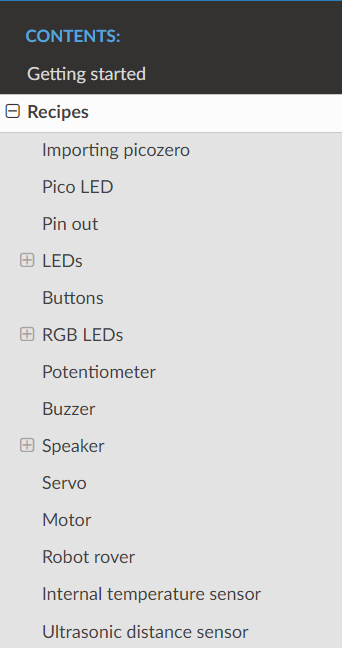 CONTENTS:
Getting started
Recipes
Importing picozero
Pico LED
Pin out
LEDs
Buttons
RGB LEDs
Potentiometer
Buzzer
Speaker
Servo
Motor
Robot rover
Internal temperature sensor
Ultrasonic distance sensor